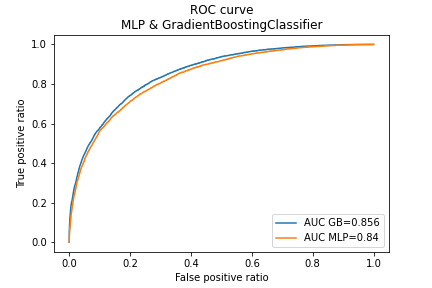 ROC curve
MLP & GradientBoostingClassifier
1.0
0.8
0.6
0.4
0.2
0.0
True positive ratio
AUC GB=0.856
AUC MLP=0.84
0.0 0.2 0.4 0.6 0.8 1.0
False positive ratio